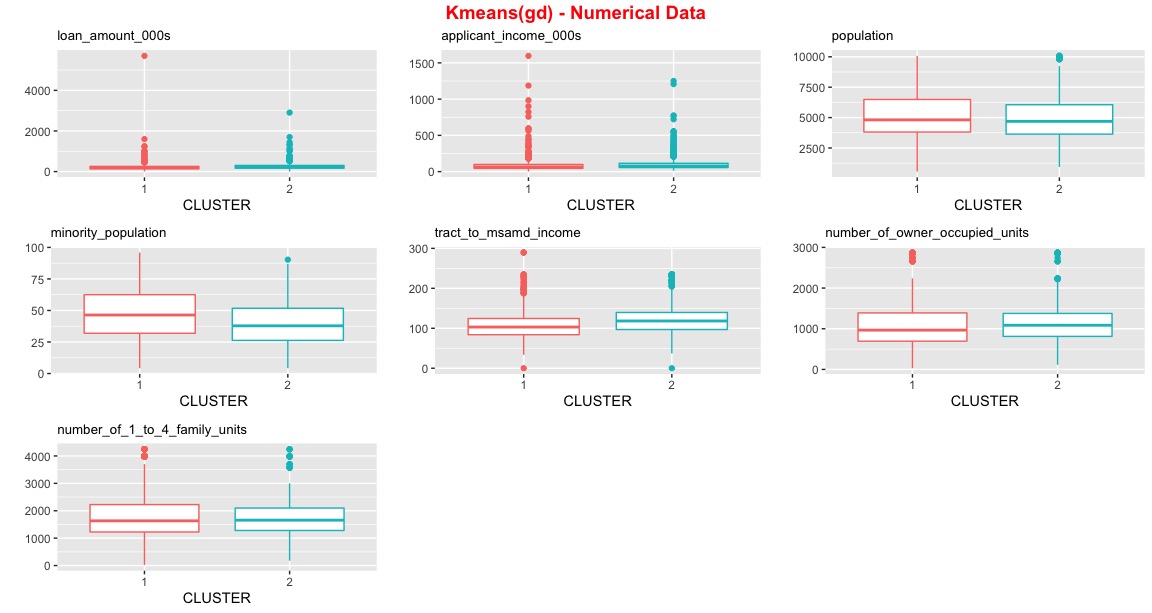 Kmeans(gd) - Numerical Data
loan_amount_000s
4000
2000
0
1
2
CLUSTER
applicant_income_000s
1500
1000
500
0
1
2
CLUSTER
population
10000
7500
5000
2500
1
2
CLUSTER
minority_population
100
75
50
25
0
1
2
CLUSTER
tract_to_msamd_income
300
200
100
0
1
2
CLUSTER
number_of_owner_occupied_units
3000
2000
1000
0
1
2
CLUSTER
number_of_1_to_4_family_units
4000
3000
2000
1000
0
1
2
CLUSTER